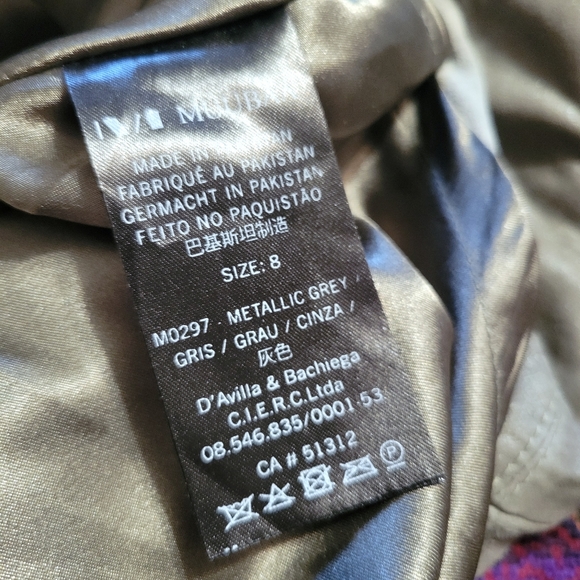 MADE IN
FABRIQUÉ AU PAKISTAN
GERMACHT IN PAKISTAN
FEITO NO PAQUISTÃO
巴基斯坦制造
SIZE: 8
M0297 - METALLIC GREY /
GRIS / GRAU / CINZA /
灰色
D'Avilla & Bachiega
C.I.E.R.C.Ltda
08.546.835/0001-53
CA # 51312
P